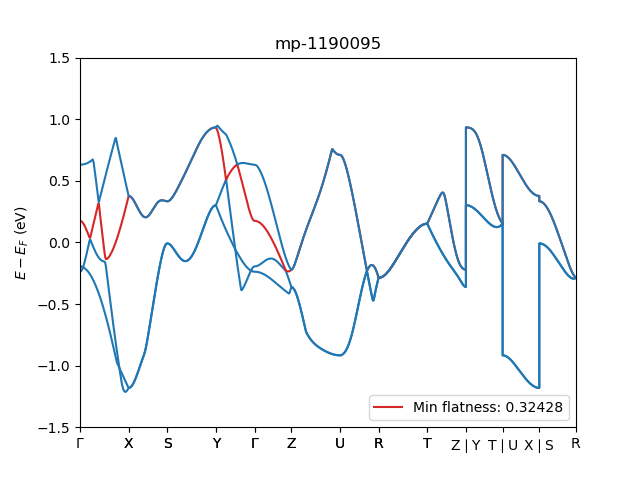 mp-1190095
E − E_F (eV)
1.5
1.0
0.5
0.0
−0.5
−1.0
−1.5
Min flatness: 0.32428
Γ X S Y Γ Z U R T Z|Y T|U X|S R